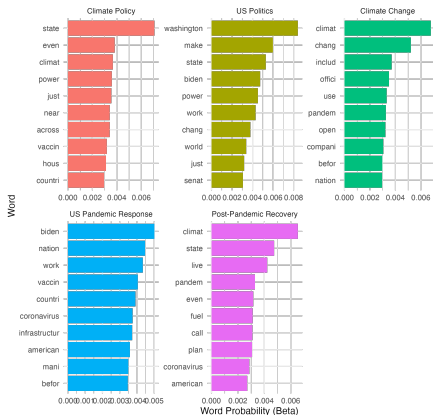 Climate Policy
state
even
climat
power
just
near
across
vaccin
hous
countri
0.000 0.002 0.004 0.006
US Politics
washington
make
state
biden
power
work
chang
world
just
senat
0.000 0.002 0.004 0.006 0.008
Climate Change
climat
chang
includ
offici
use
pandem
open
compani
befor
nation
0.000 0.002 0.004 0.006
Word
US Pandemic Response
biden
nation
work
vaccin
countri
coronavirus
infrastructur
american
mani
befor
0.000 0.001 0.002 0.003 0.004 0.005
Post-Pandemic Recovery
climat
state
live
pandem
even
fuel
call
plan
coronavirus
american
0.000 0.002 0.004 0.006
Word Probability (Beta)